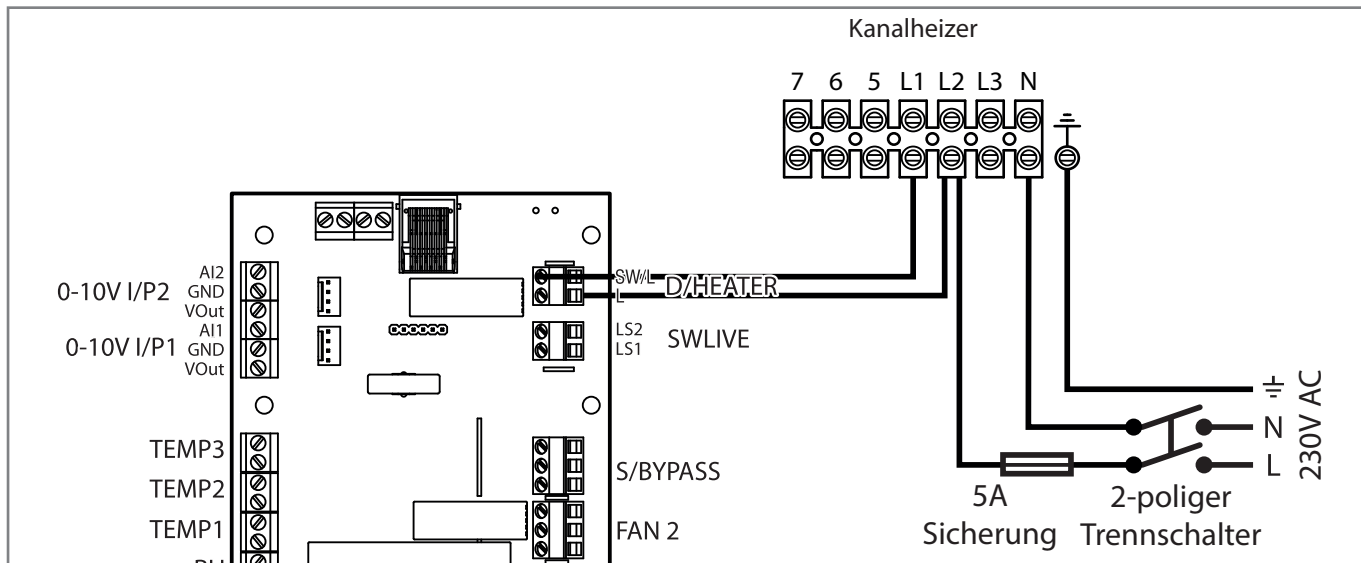 Kanalheizer
7 6 5 L1 L2 L3 N
AI2
0-10V I/P2 GND
VOut
AI1
0-10V I/P1 GND
VOut
SW/L
D/HEATER
L
LS2
SWLIVE
LS1
TEMP3
TEMP2
TEMP1
S/BYPASS
FAN 2
N
L
230V AC
5A
Sicherung
2-poliger
Trennschalter